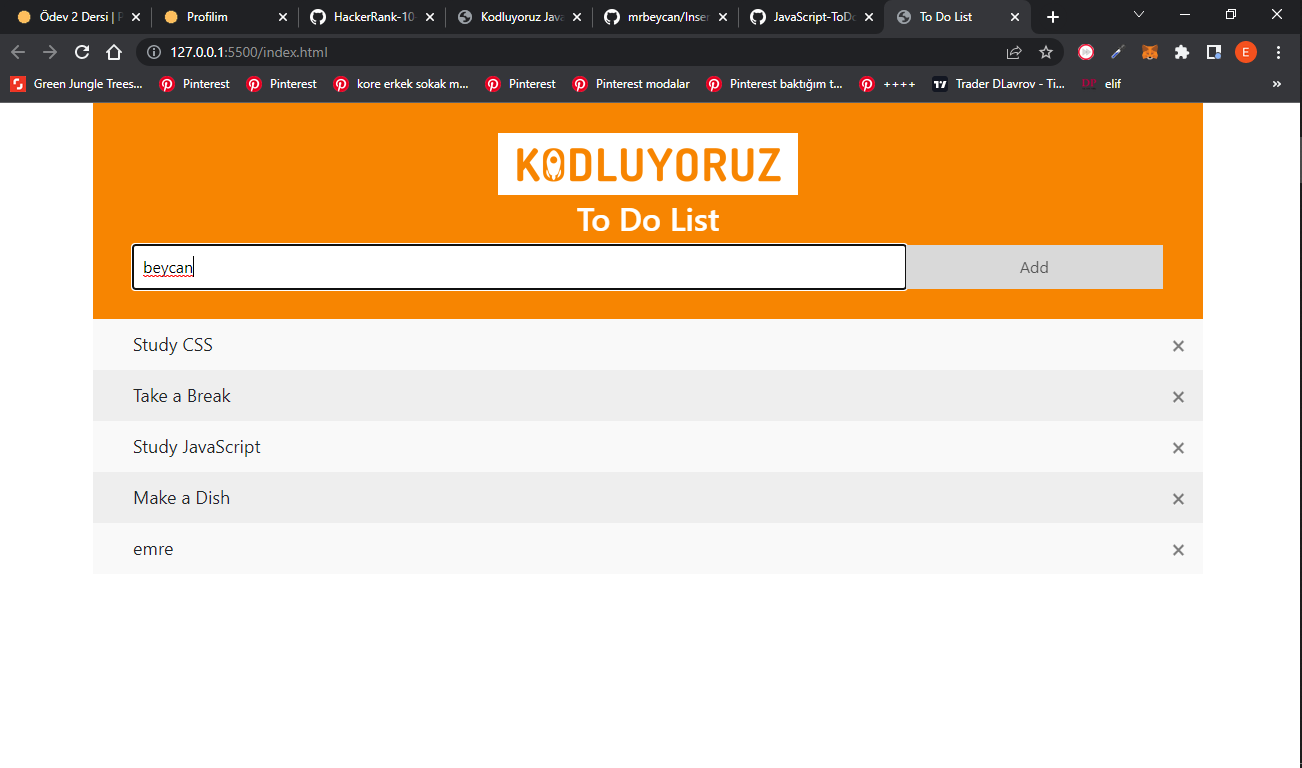 Ödev 2 Dersi | P
Profilim
HackerRank-10
Kodluyoruz Java
mrbeycan/Inser
JavaScript-ToDo
To Do List
127.0.0.1:5500/index.html
E
Green Jungle Trees...
Pinterest
Pinterest
kore erkek sokak m...
Pinterest
Pinterest modalar
Pinterest baktığım t...
++++
Trader DLavrov - Ti...
elif
»
KODLUYORUZ
To Do List
beycan
Add
Study CSS
Take a Break
Study JavaScript
Make a Dish
emre